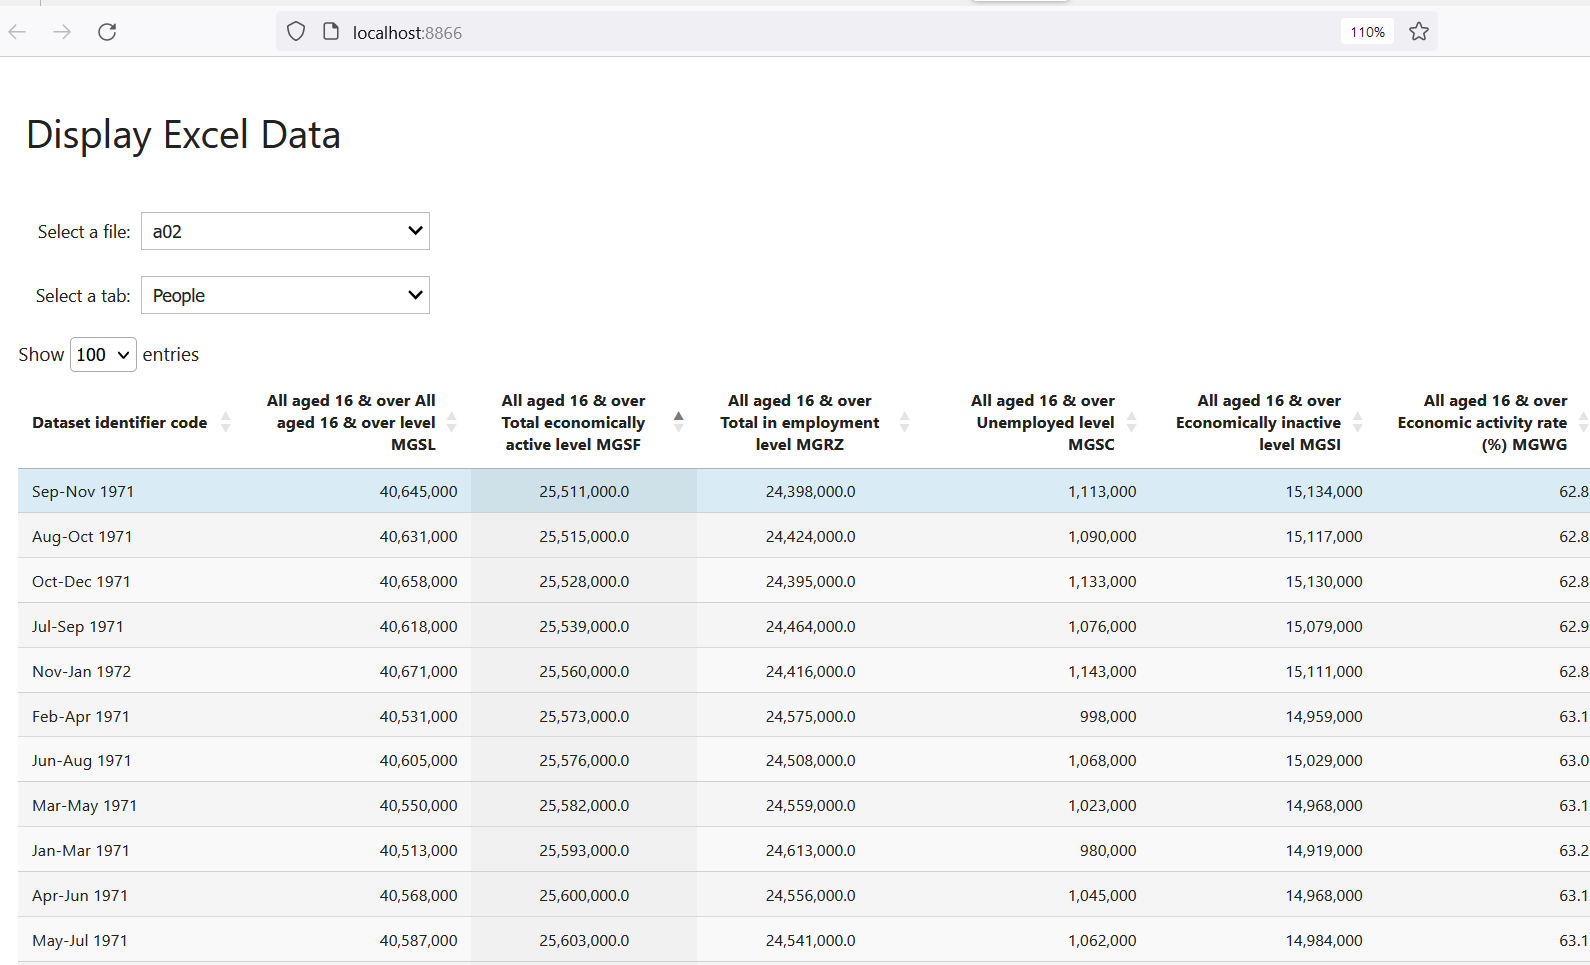 localhost:8866
110%
Display Excel Data
Select a file: a02
Select a tab: People
Show 100 entries
Dataset identifier code
All aged 16 & over All
aged 16 & over level
MGSL
All aged 16 & over
Total economically
active level MGSF
All aged 16 & over
Total in employment
level MGRZ
All aged 16 & over
Unemployed level
MGSC
All aged 16 & over
Economically inactive
level MGSI
All aged 16 & over
Economic activity rate
(%) MGWG
Sep-Nov 1971 40,645,000 25,511,000.0 24,398,000.0 1,113,000 15,134,000 62.8
Aug-Oct 1971 40,631,000 25,515,000.0 24,424,000.0 1,090,000 15,117,000 62.8
Oct-Dec 1971 40,658,000 25,528,000.0 24,395,000.0 1,133,000 15,130,000 62.8
Jul-Sep 1971 40,618,000 25,539,000.0 24,464,000.0 1,076,000 15,079,000 62.9
Nov-Jan 1972 40,671,000 25,560,000.0 24,416,000.0 1,143,000 15,111,000 62.8
Feb-Apr 1971 40,531,000 25,573,000.0 24,575,000.0 998,000 14,959,000 63.1
Jun-Aug 1971 40,605,000 25,576,000.0 24,508,000.0 1,068,000 15,029,000 63.0
Mar-May 1971 40,550,000 25,582,000.0 24,559,000.0 1,023,000 14,968,000 63.1
Jan-Mar 1971 40,513,000 25,593,000.0 24,613,000.0 980,000 14,919,000 63.2
Apr-Jun 1971 40,568,000 25,600,000.0 24,556,000.0 1,045,000 14,968,000 63.1
May-Jul 1971 40,587,000 25,603,000.0 24,541,000.0 1,062,000 14,984,000 63.1